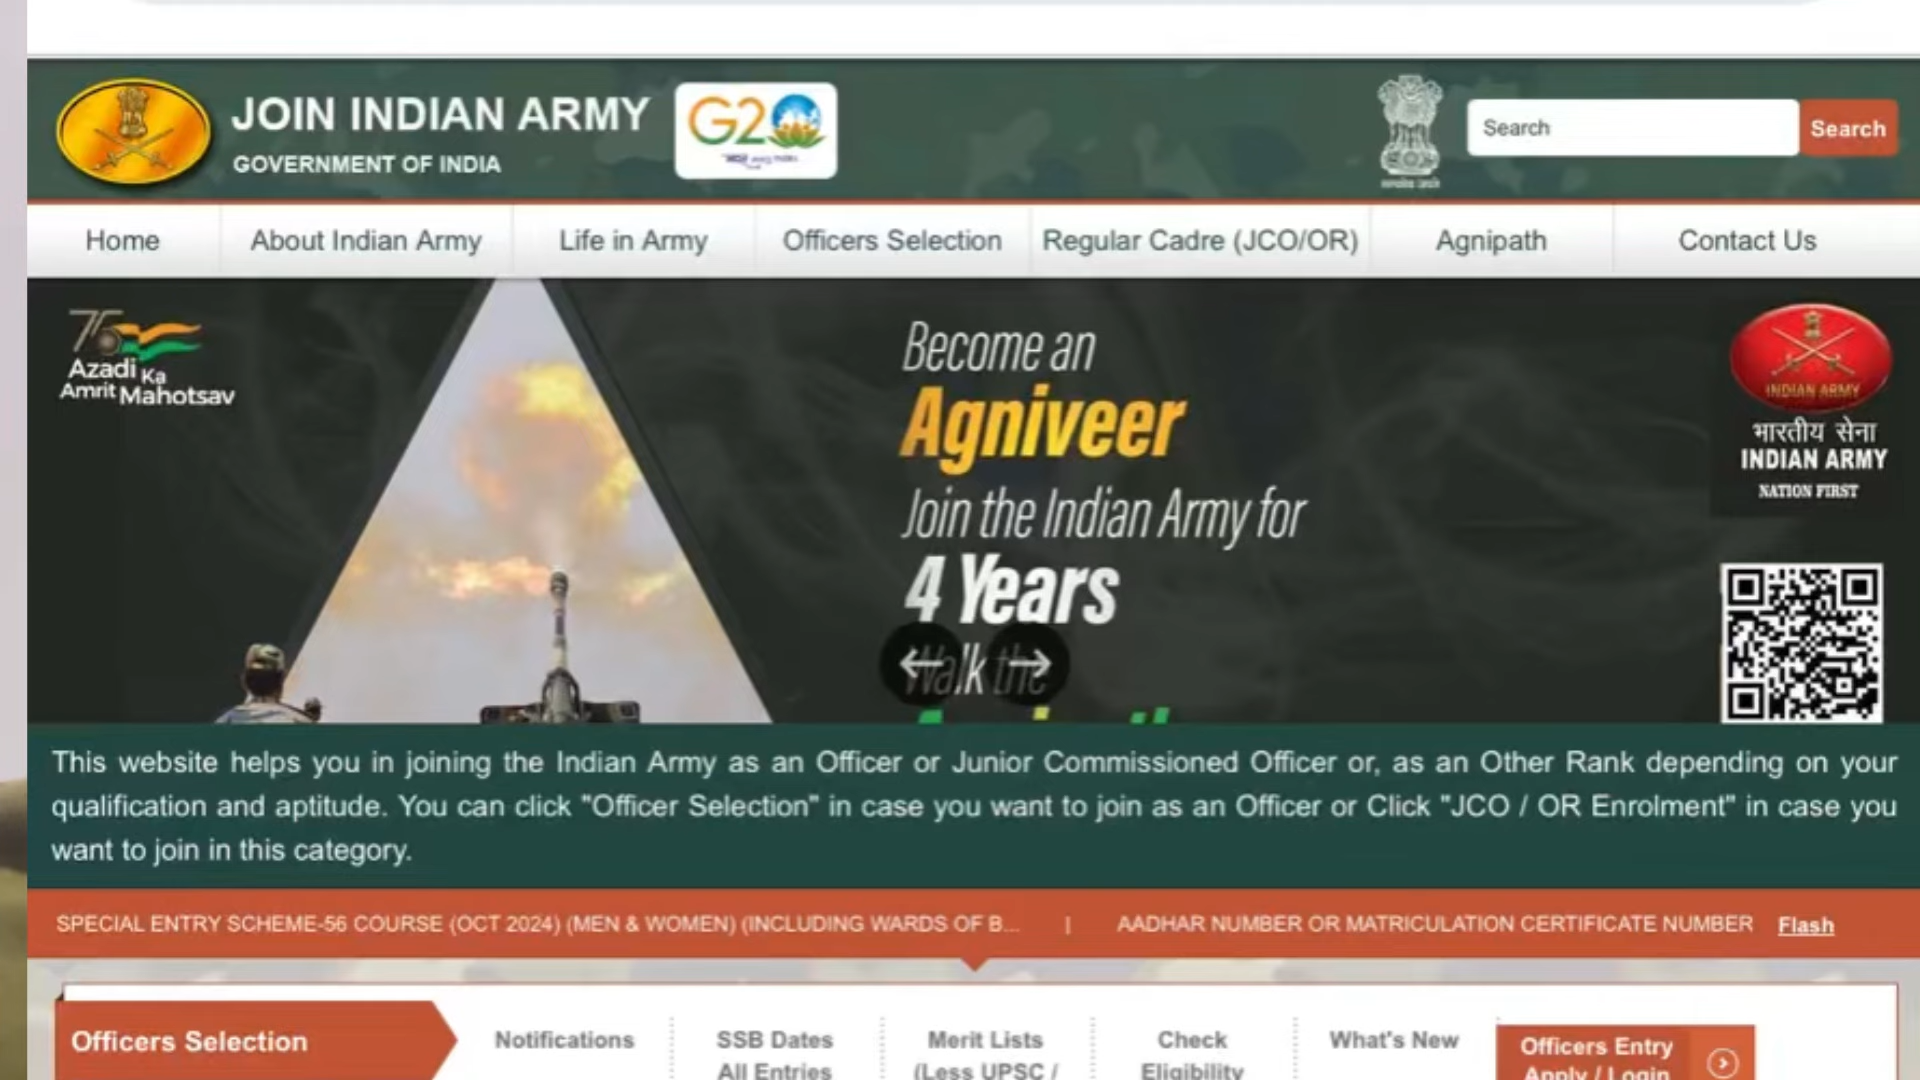 JOIN INDIAN ARMY
GOVERNMENT OF INDIA
G20
Search
Search
Home
About Indian Army
Life in Army
Officers Selection
Regular Cadre (JCO/OR)
Agnipath
Contact Us
75
Azadi Ka
Amrit Mahotsav
Become an
Agniveer
Join the Indian Army for
4 Years
Walk the
INDIAN ARMY
भारतीय सेना
INDIAN ARMY
NATION FIRST
This website helps you in joining the Indian Army as an Officer or Junior Commissioned Officer or, as an Other Rank depending on your
qualification and aptitude. You can click "Officer Selection" in case you want to join as an Officer or Click "JCO / OR Enrolment" in case you
want to join in this category.
SPECIAL ENTRY SCHEME-56 COURSE (OCT 2024) (MEN & WOMEN) (INCLUDING WARDS OF B... | AADHAR NUMBER OR MATRICULATION CERTIFICATE NUMBER
Flash
Officers Selection
Notifications
SSB Dates
All Entries
Merit Lists
(Less UPSC /
Check
Eligibility
What's New
Officers Entry
Apply / Login